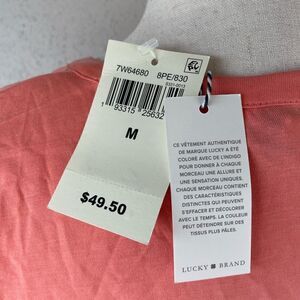 7W64680 8PE/830
93315 25632
M
$49.50
CE VÊTEMENT AUTHENTIQUE
DE MARQUE LUCKY A ÉTÉ
COLORÉ AVEC DE L'INDIGO
POUR DONNER À CHAQUE
MORCEAU UNE ALLURE ET
UNE SENSATION UNIQUES.
CHAQUE MORCEAU CONTIENT
DES CARACTÉRISTIQUES
DISTINCTES QUI PEUVENT
S'EFFACER ET DÉCOLORER
AVEC LE TEMPS. LA COULEUR
PEUT DÉTEINDRE SUR DES
TISSUS PLUS PÂLES.
LUCKY BRAND